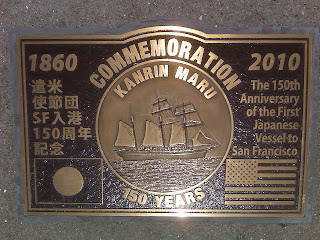 1860
COMMEMORATION
2010
KANRIN MARU
遣米
使節団
SF入港
150周年
記念
The 150th
Anniversary
of the First
Japanese
Vessel to
San Francisco
150 YEARS